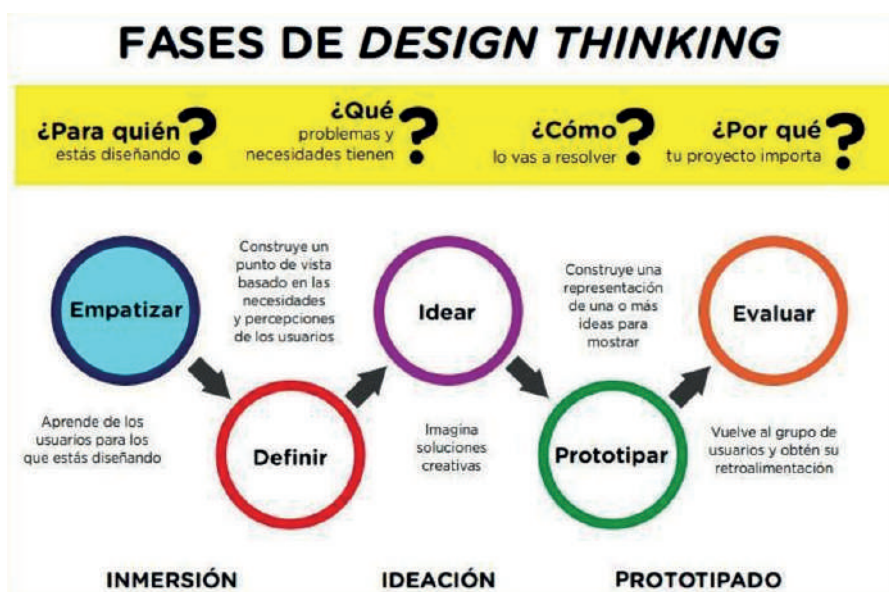 FASES DE DESIGN THINKING
¿Para quién?
estás diseñando
¿Qué?
problemas y
necesidades tienen
¿Cómo?
lo vas a resolver
¿Por qué?
tu proyecto importa
Empatizar
Aprende de los
usuarios para los
que estás diseñando
Construye un
punto de vista
basado en las
necesidades
y percepciones
de los usuarios
Definir
Idear
Imagina
soluciones
creativas
Construye una
representación
de una o más
ideas para
mostrar
Prototipar
Evaluar
Vuelve al grupo de
usuarios y obtén su
retroalimentación
INMERSIÓN
IDEACIÓN
PROTOTIPADO